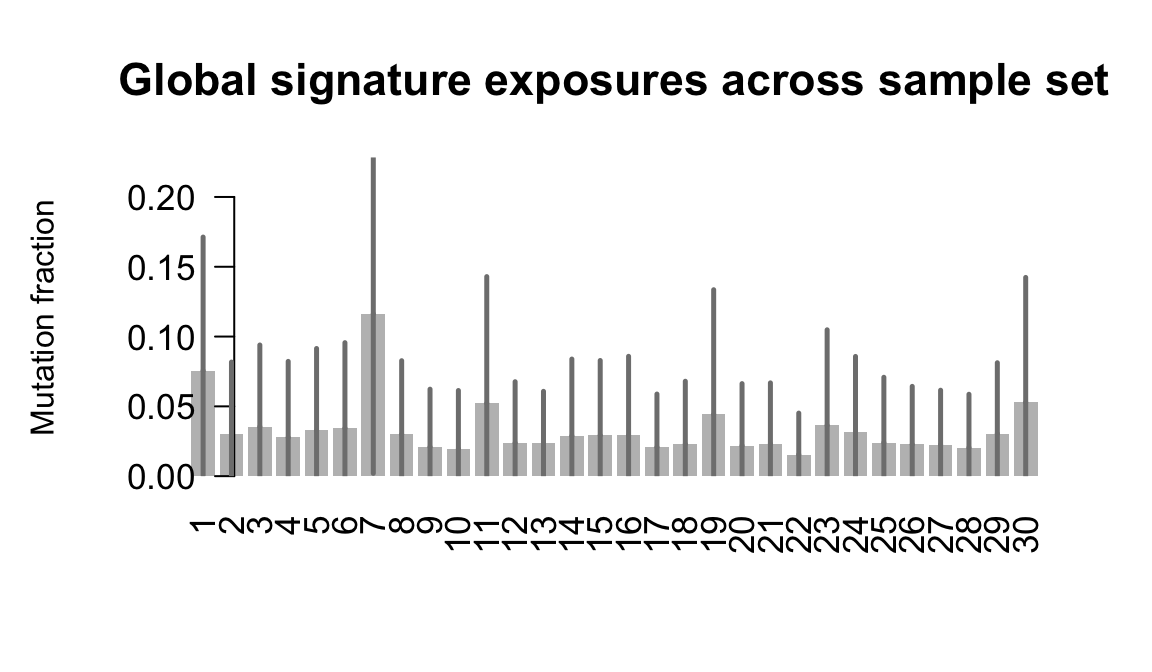 Global signature exposures across sample set
Mutation fraction
0.20
0.15
0.10
0.05
0.00
1 2 3 4 5 6 7 8 9 10 11 12 13 14 15 16 17 18 19 20 21 22 23 24 25 26 27 28 29 30